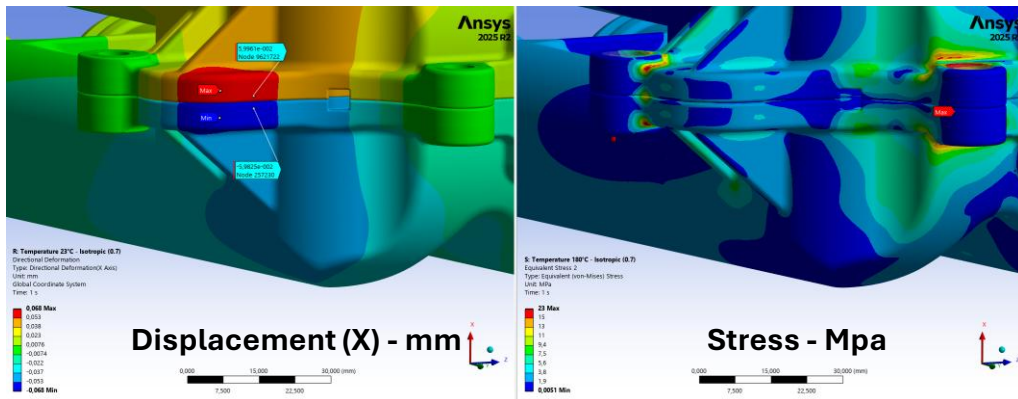 Ansys
2025 R2
5,9961e-002
Node 9621722
Max
Min
-5,9825e-002
Node 257230
R: Temperature 23°C - Isotropic (0.7)
Directional Deformation
Type: Directional Deformation(X Axis)
Unit: mm
Global Coordinate System
Time: 1 s
0,068 Max
0,053
0,038
0,023
0,0076
-0,0074
-0,022
-0,037
-0,053
-0,068 Min
Displacement (X) - mm
0,000
15,000
30,000 (mm)
7,500
22,500
X
Z
Ansys
2025 R2
Max
S: Temperature 180°C - Isotropic (0.7)
Equivalent Stress 2
Type: Equivalent (von-Mises) Stress
Unit: MPa
Time: 1 s
23 Max
15
13
11
9,4
7,5
5,6
3,8
1,9
0,0051 Min
Stress - Mpa
0,000
15,000
30,000 (mm)
7,500
22,500
X
Z